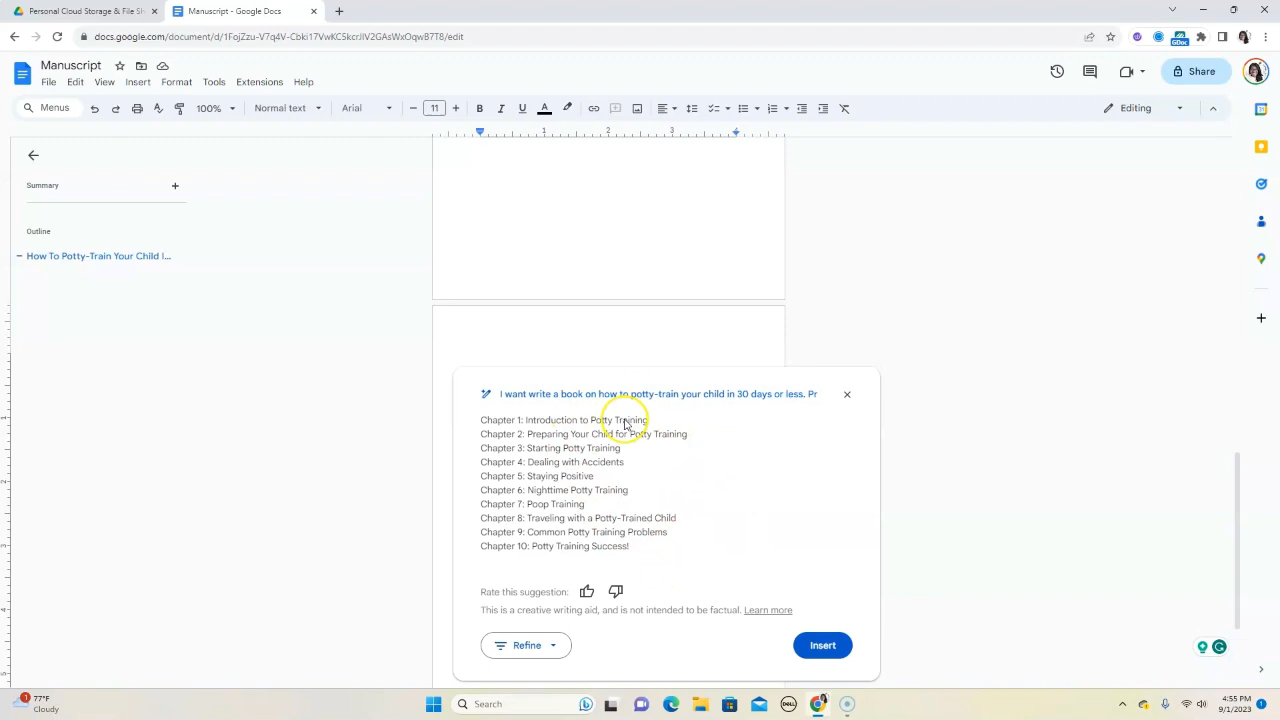 Personal Cloud Storage & File Sh
Manuscript - Google Docs
docs.google.com/document/d/
Manuscript
File Edit View Insert Format Tools Extensions Help
Share
Menus
100%
Normal text
Arial
11
Editing
1
2
3
Summary
Outline
How To Potty-Train Your Child I...
I want write a book on how to potty-train your child in 30 days or less. Pr
Chapter 1: Introduction to Potty Training
Chapter 2: Preparing Your Child for Potty Training
Chapter 3: Starting Potty Training
Chapter 4: Dealing with Accidents
Chapter 5: Staying Positive
Chapter 6: Nighttime Potty Training
Chapter 7: Poop Training
Chapter 8: Traveling with a Potty-Trained Child
Chapter 9: Common Potty Training Problems
Chapter 10: Potty Training Success!
Rate this suggestion:
This is a creative writing aid, and is not intended to be factual. Learn more
Refine
Insert
77°F
Cloudy
Search
4:55 PM
9/1/2023